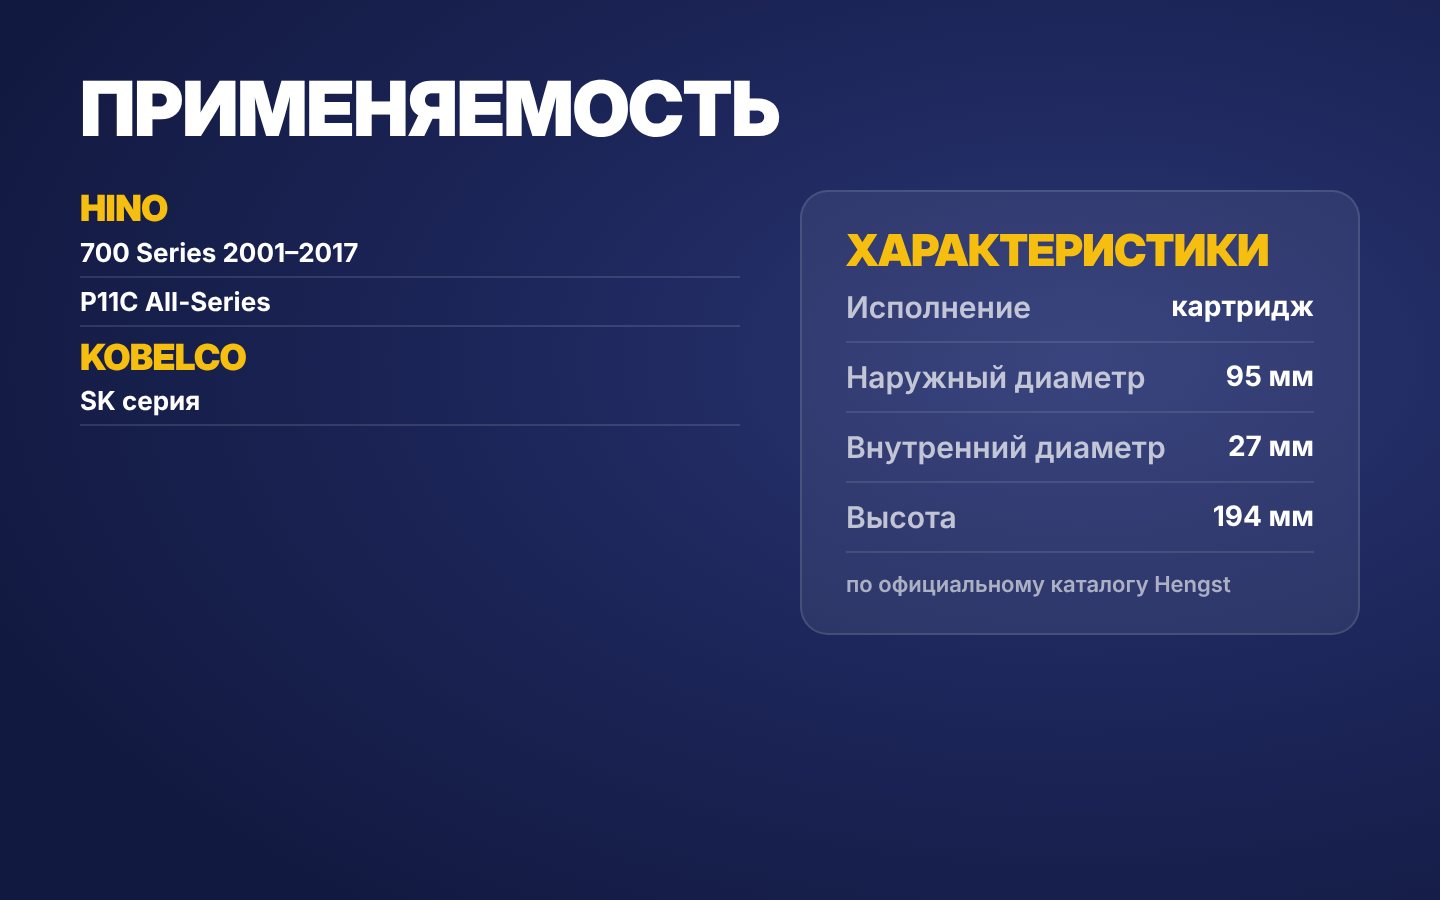 ПРИМЕНЯЕМОСТЬ
HINO
700 Series 2001–2017
P11C All-Series
KOBELCO
SK серия
ХАРАКТЕРИСТИКИ
Исполнение картридж
Наружный диаметр 95 мм
Внутренний диаметр 27 мм
Высота 194 мм
по официальному каталогу Hengst